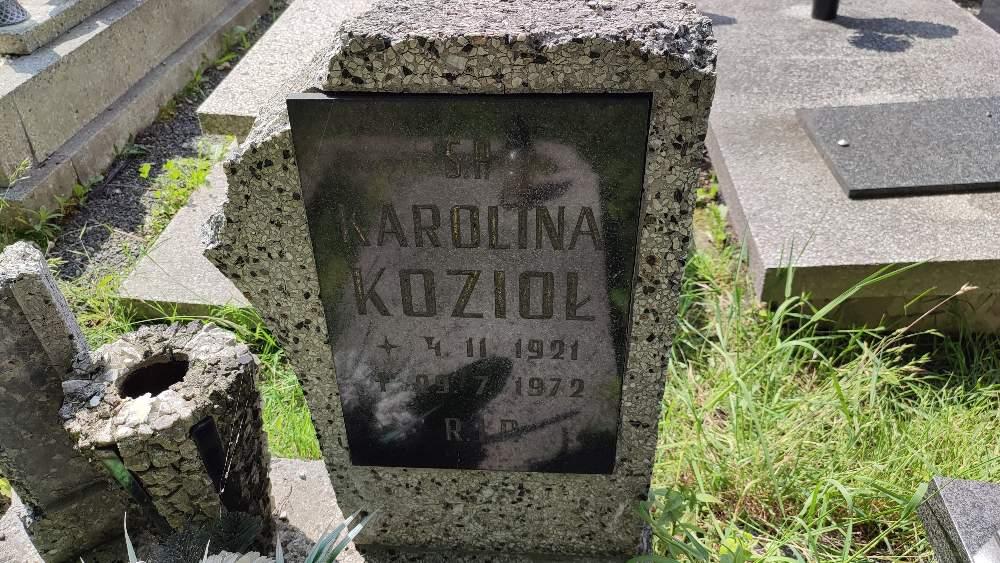 Ś.P.
KAROLINA
KOZIOŁ
4. 11. 1921
1972
R.I.P.